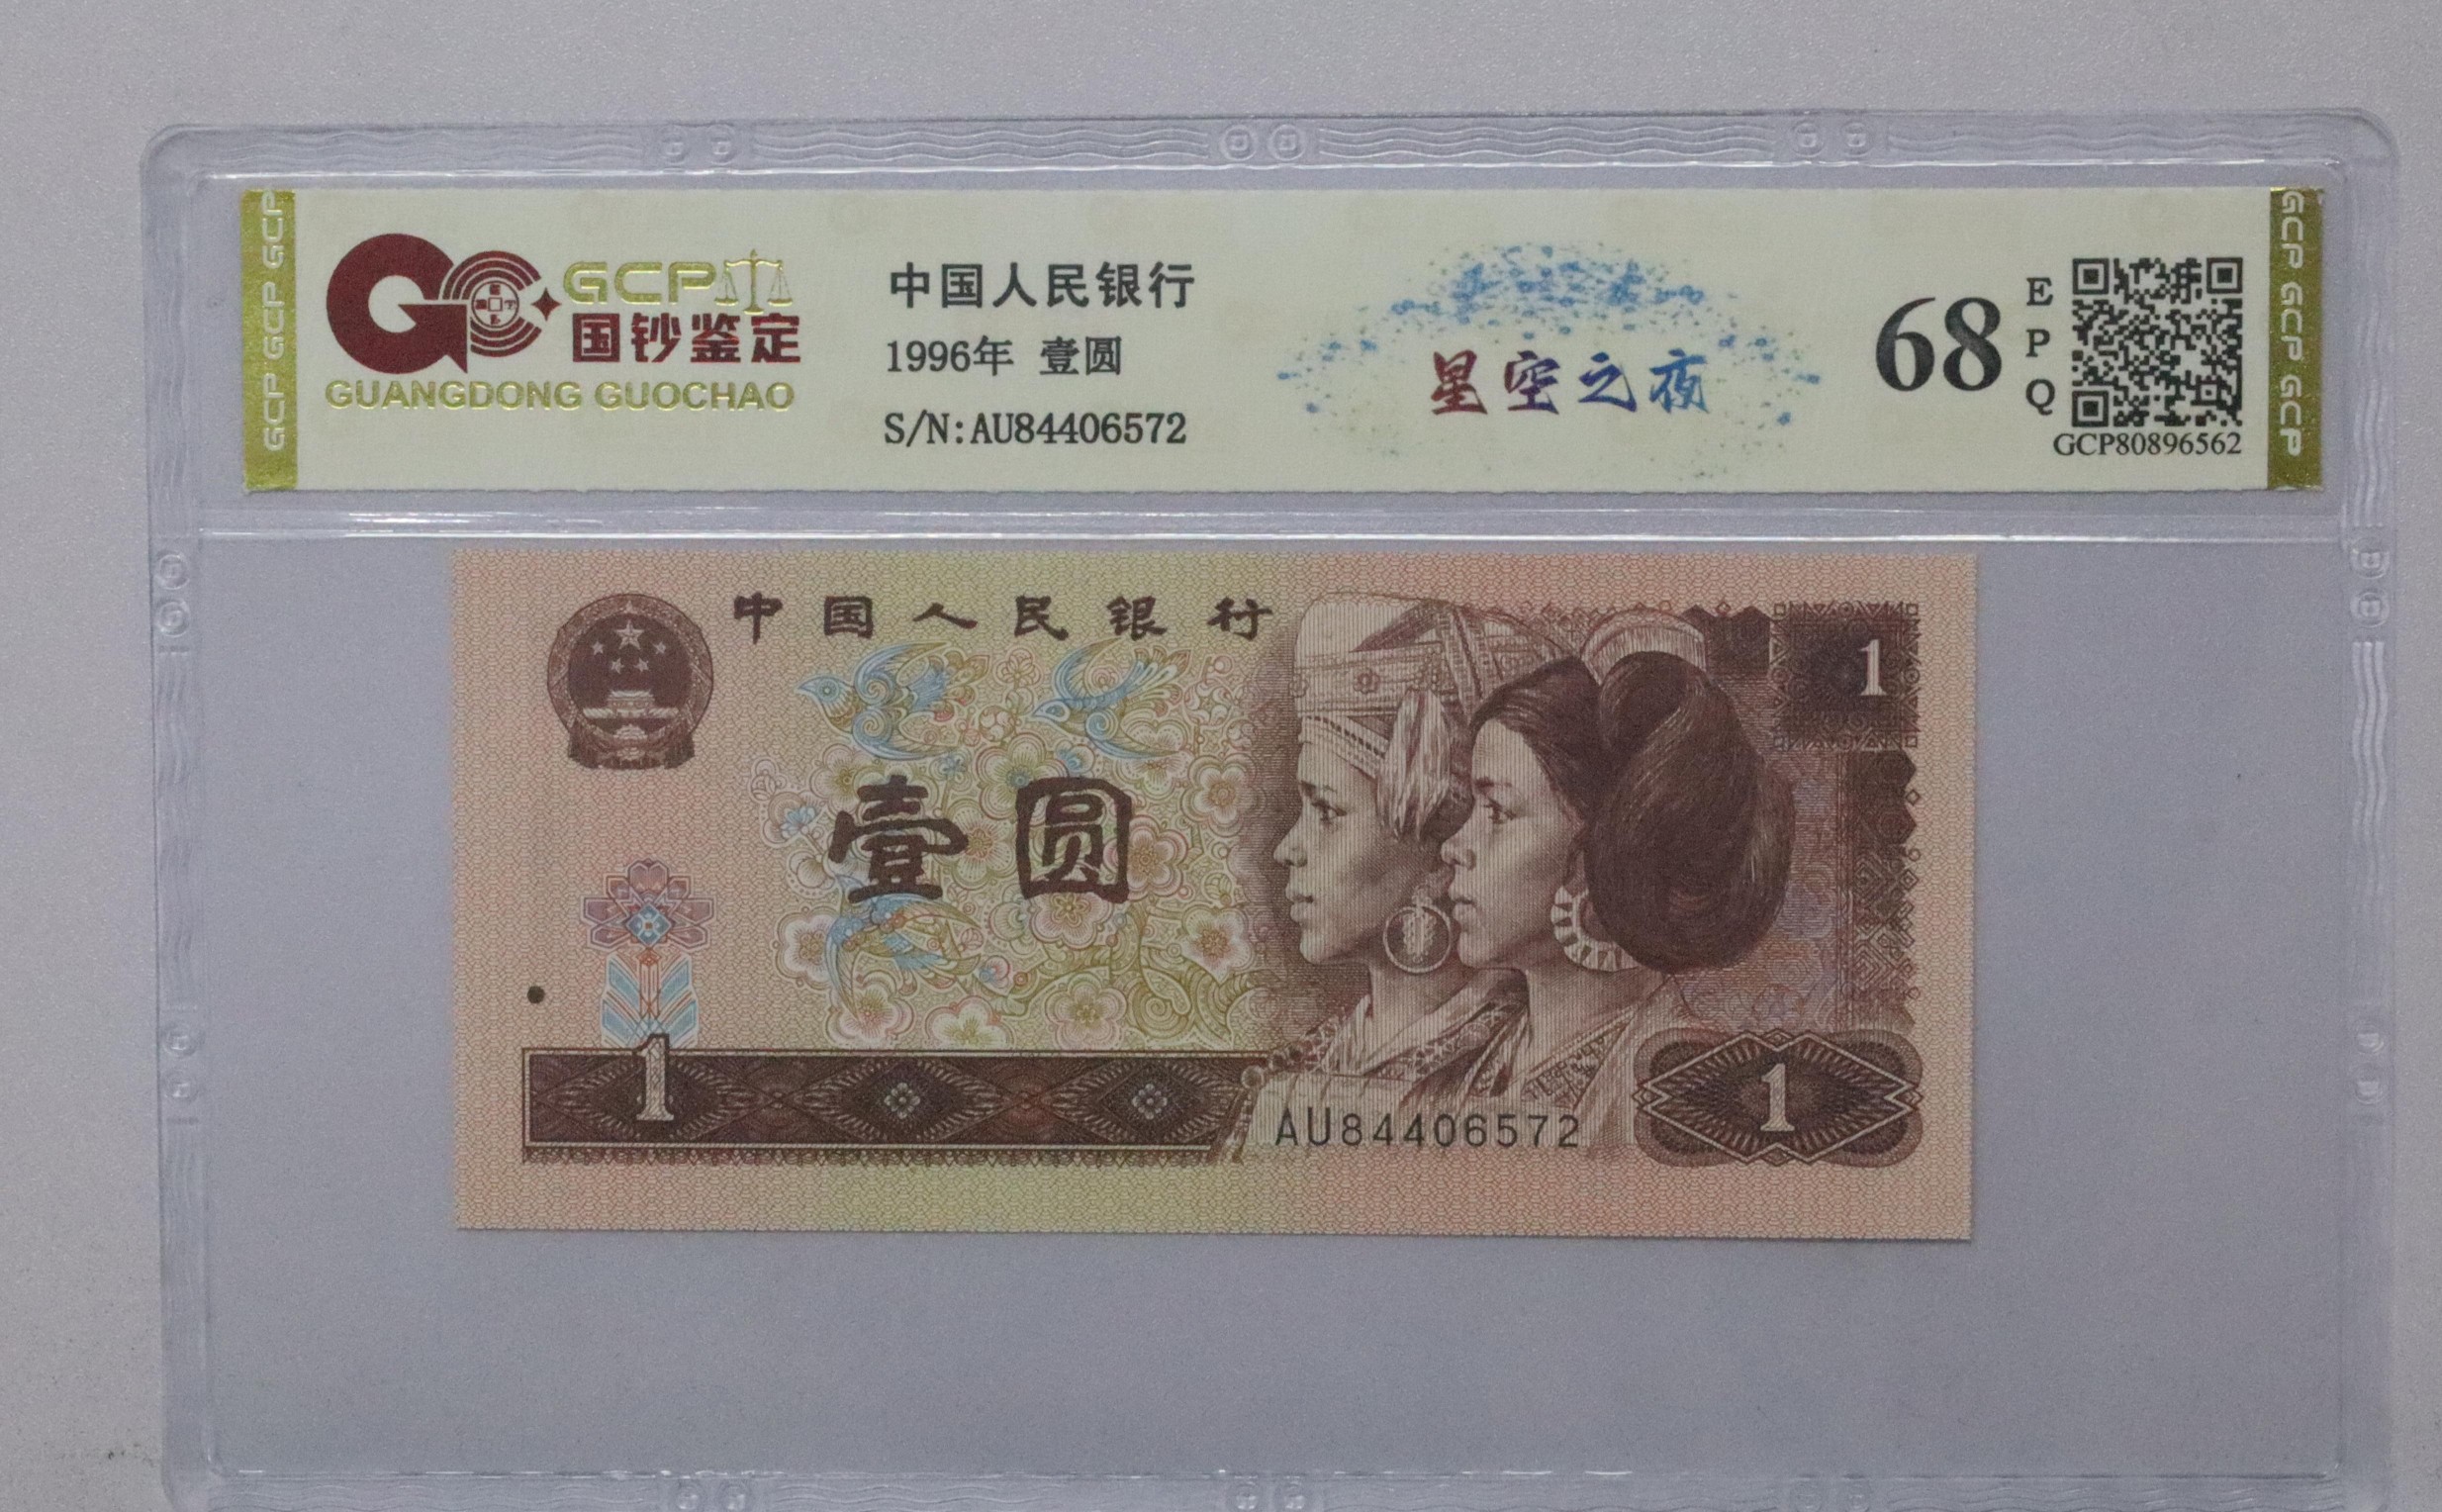 GCP GCP GCP
GCP
国钞鉴定
GUANGDONG GUOCHAO
中国人民银行
1996年 壹圆
S/N:AU84406572
星空之夜
68
E
P
Q
GCP80896562
GCP GCP GCP
中国人民银行
1
壹圆
1
AU84406572
1